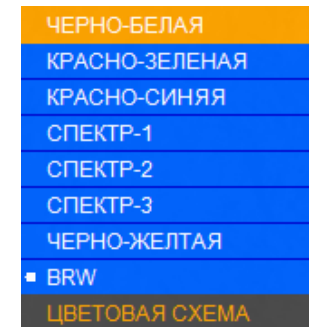 ЧЕРНО-БЕЛАЯ
КРАСНО-ЗЕЛЕНАЯ
КРАСНО-СИНЯЯ
СПЕКТР-1
СПЕКТР-2
СПЕКТР-3
ЧЕРНО-ЖЕЛТАЯ
BRW
ЦВЕТОВАЯ СХЕМА